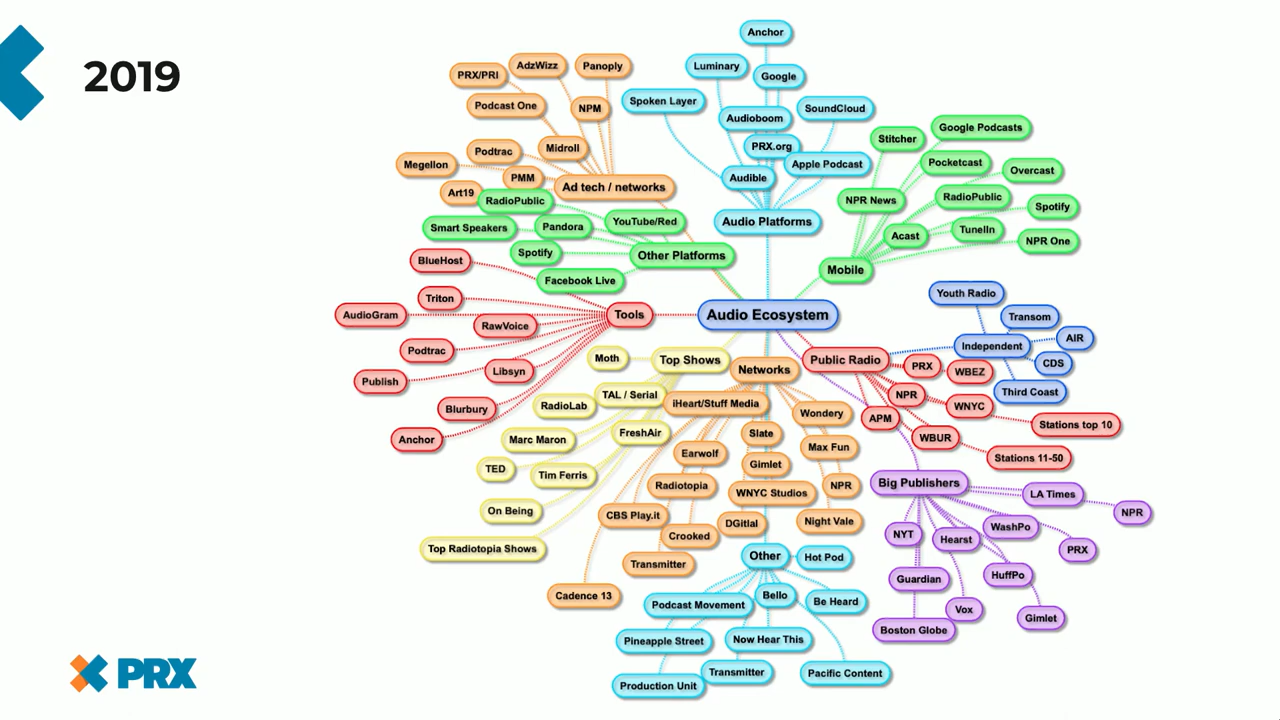 2019
Anchor
Luminary
Google
Spoken Layer
Audioboom
SoundCloud
PRX.org
Apple Podcast
Audible
Audio Platforms
PRX/PRI
AdzWizz
Panoply
Podcast One
NPM
Midroll
Podtrac
Megellon
PMM
Art19
Ad tech / networks
RadioPublic
Smart Speakers
Pandora
YouTube/Red
Spotify
Other Platforms
Facebook Live
Stitcher
Google Podcasts
Pocketcast
Overcast
NPR News
RadioPublic
Spotify
Acast
TuneIn
NPR One
Mobile
Audio Ecosystem
BlueHost
Triton
AudioGram
RawVoice
Tools
Podtrac
Libsyn
Publish
Blurbury
Anchor
Moth
Top Shows
TAL / Serial
RadioLab
FreshAir
Marc Maron
TED
Tim Ferris
On Being
Top Radiotopia Shows
Networks
iHeart/Stuff Media
Wondery
Slate
Earwolf
Max Fun
Gimlet
Radiotopia
WNYC Studios
NPR
CBS Play.it
Crooked
DGitlal
Night Vale
Transmitter
Cadence 13
Public Radio
PRX
WBEZ
NPR
WNYC
APM
Stations top 10
WBUR
Stations 11-50
Youth Radio
Transom
Independent
AIR
CDS
Third Coast
Big Publishers
LA Times
NPR
WashPo
NYT
Hearst
PRX
Guardian
HuffPo
Vox
Gimlet
Boston Globe
Other
Hot Pod
Podcast Movement
Bello
Be Heard
Pineapple Street
Now Hear This
Transmitter
Pacific Content
Production Unit
PRX